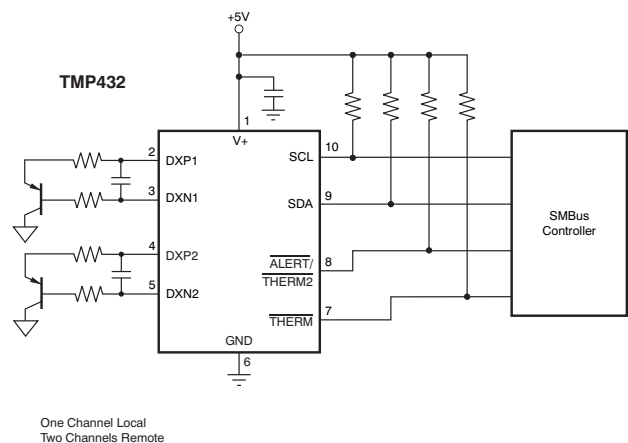 +5V
TMP432
1
V+
2
DXP1
3
DXN1
4
DXP2
5
DXN2
SCL
10
SDA
9
ALERT/
THERM2
8
THERM
7
GND
6
SMBus
Controller
One Channel Local
Two Channels Remote